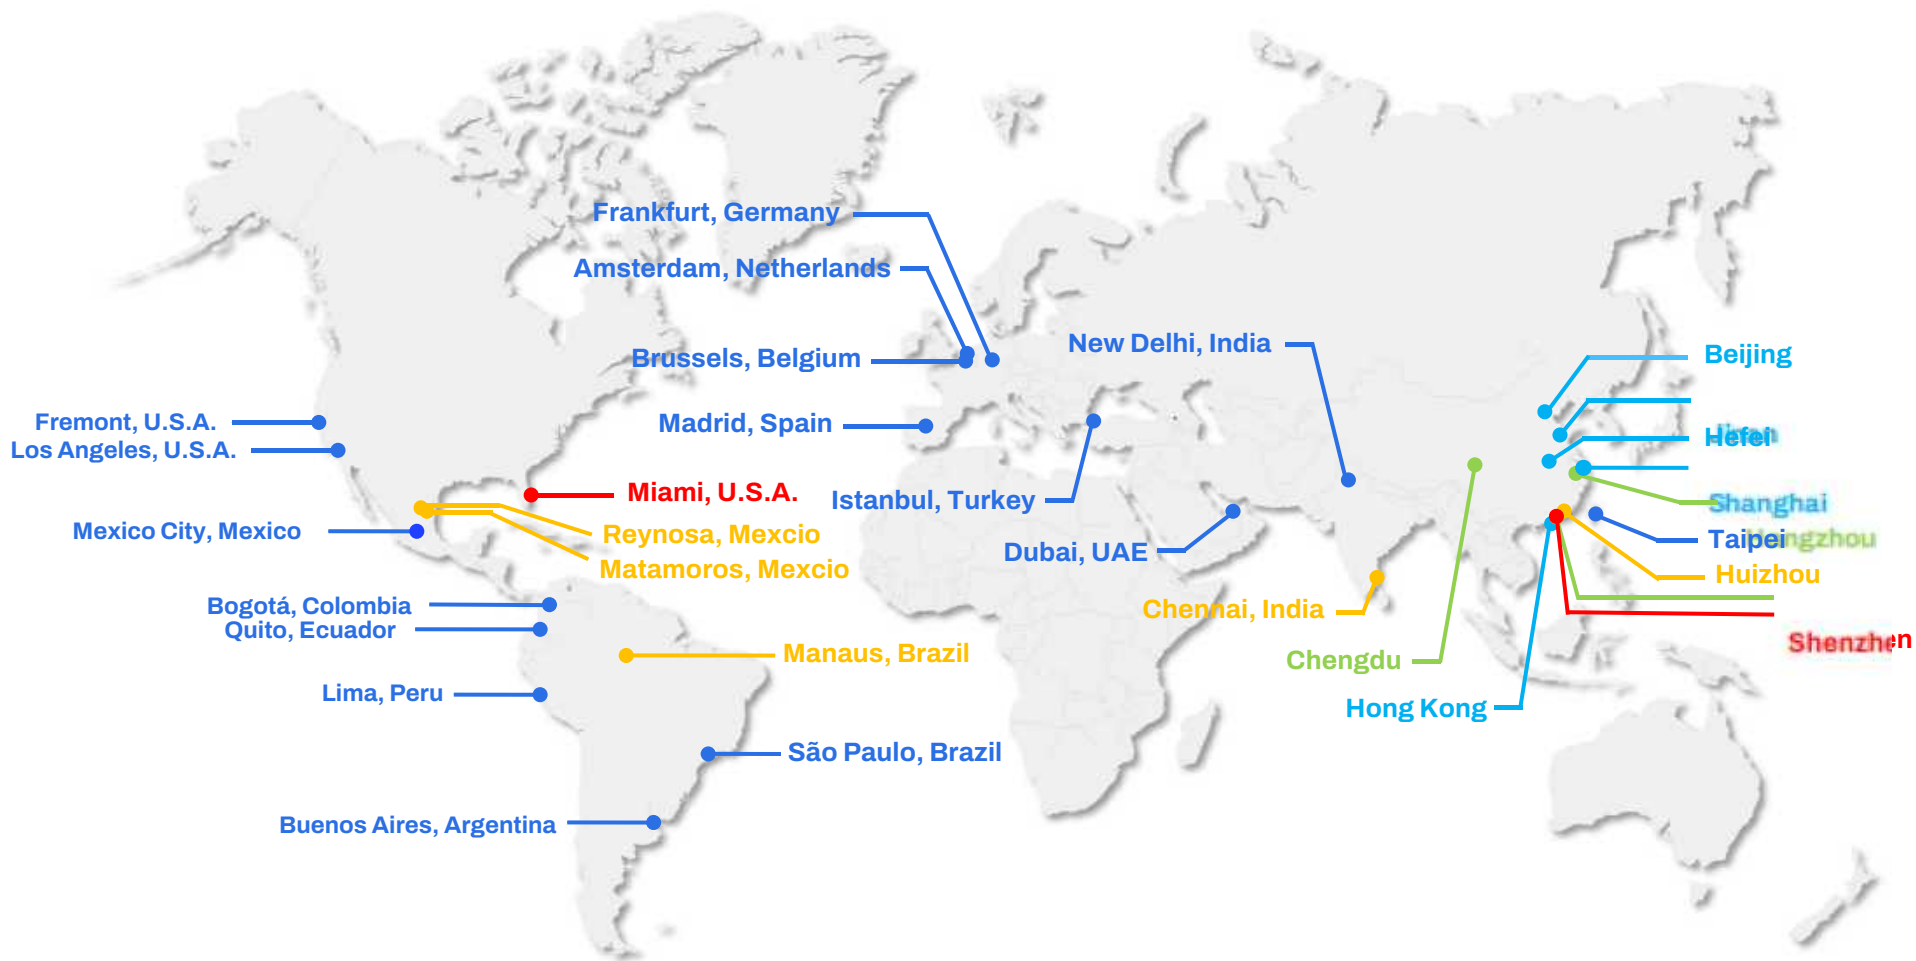 Frankfurt, Germany
Amsterdam, Netherlands
New Delhi, India
Beijing
Brussels, Belgium
Fremont, U.S.A.
Madrid, Spain
Hefei
Los Angeles, U.S.A.
Miami, U.S.A.
Istanbul, Turkey
Shanghai
Mexico City, Mexico
Reynosa, Mexcio
Dubai, UAE
Taipei
Matamoros, Mexcio
Huizhou
Bogotá, Colombia
Chennai, India
Quito, Ecuador
Manaus, Brazil
Chengdu
Shenzhen
Lima, Peru
Hong Kong
São Paulo, Brazil
Buenos Aires, Argentina